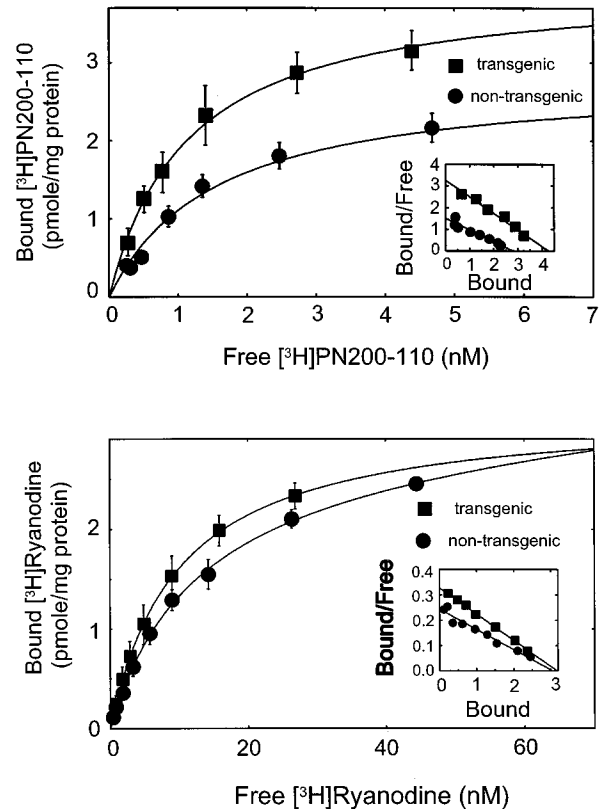 Bound [³H]PN200-110
(pmole/mg protein)
3
2
1
0
transgenic
non-transgenic
Bound/Free
4
3
2
1
0
0 1 2 3 4
Bound
0 1 2 3 4 5 6 7
Free [³H]PN200-110 (nM)
Bound [³H]Ryanodine
(pmole/mg protein)
2
1
0
transgenic
non-transgenic
Bound/Free
0.4
0.3
0.2
0.1
0.0
0 1 2 3
Bound
0 20 40 60
Free [³H]Ryanodine (nM)